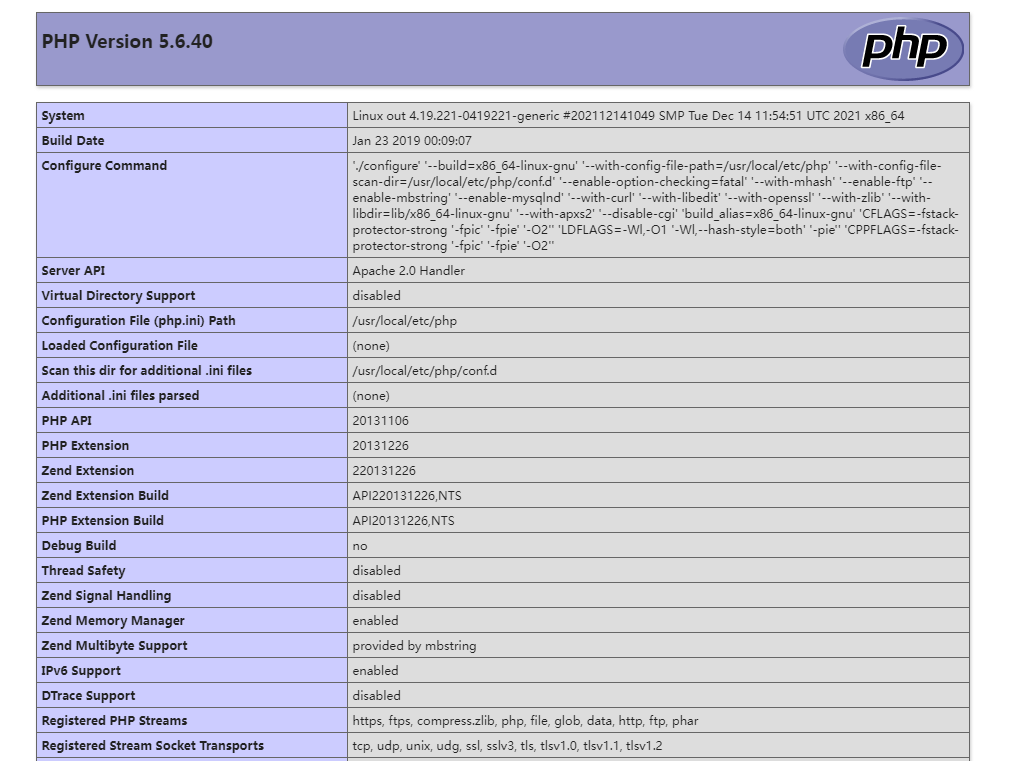 PHP Version 5.6.40
php
System Linux out 4.19.221-0419221-generic #202112141049 SMP Tue Dec 14 11:54:51 UTC 2021 x86_64
Build Date Jan 23 2019 00:09:07
Configure Command './configure' '--build=x86_64-linux-gnu' '--with-config-file-path=/usr/local/etc/php' '--with-config-file-
scan-dir=/usr/local/etc/php/conf.d' '--enable-option-checking=fatal' '--with-mhash' '--enable-ftp' '--
enable-mbstring' '--enable-mysqlnd' '--with-curl' '--with-libedit' '--with-openssl' '--with-zlib' '--with-
libdir=lib/x86_64-linux-gnu' '--with-apxs2' '--disable-cgi' 'build_alias=x86_64-linux-gnu' 'CFLAGS=-fstack-
protector-strong '-fpic' '-fpie' '-O2'' 'LDFLAGS=-Wl,-O1 '-Wl,--hash-style=both' '-pie'' 'CPPFLAGS=-fstack-
protector-strong '-fpic' '-fpie' '-O2''
Server API Apache 2.0 Handler
Virtual Directory Support disabled
Configuration File (php.ini) Path /usr/local/etc/php
Loaded Configuration File (none)
Scan this dir for additional .ini files /usr/local/etc/php/conf.d
Additional .ini files parsed (none)
PHP API 20131106
PHP Extension 20131226
Zend Extension 220131226
Zend Extension Build API220131226,NTS
PHP Extension Build API20131226,NTS
Debug Build no
Thread Safety disabled
Zend Signal Handling disabled
Zend Memory Manager enabled
Zend Multibyte Support provided by mbstring
IPv6 Support enabled
DTrace Support disabled
Registered PHP Streams https, ftps, compress.zlib, php, file, glob, data, http, ftp, phar
Registered Stream Socket Transports tcp, udp, unix, udg, ssl, sslv3, tls, tlsv1.0, tlsv1.1, tlsv1.2